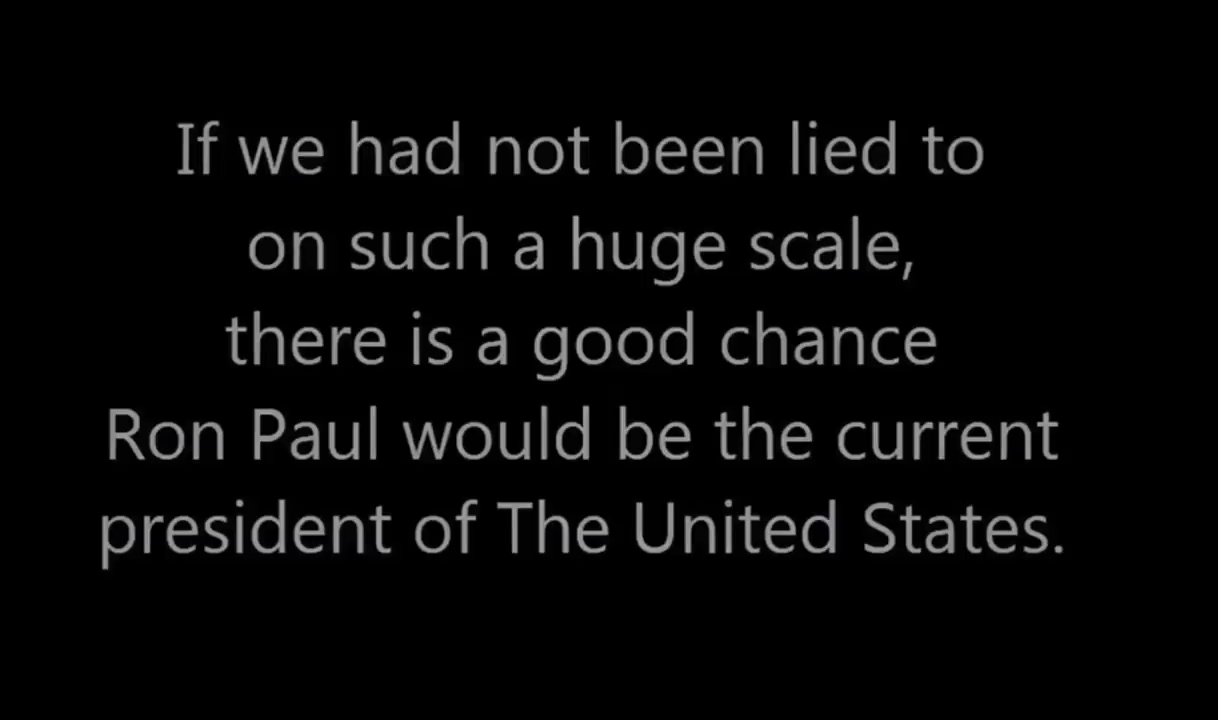 If we had not been lied to
on such a huge scale,
there is a good chance
Ron Paul would be the current
president of The United States.